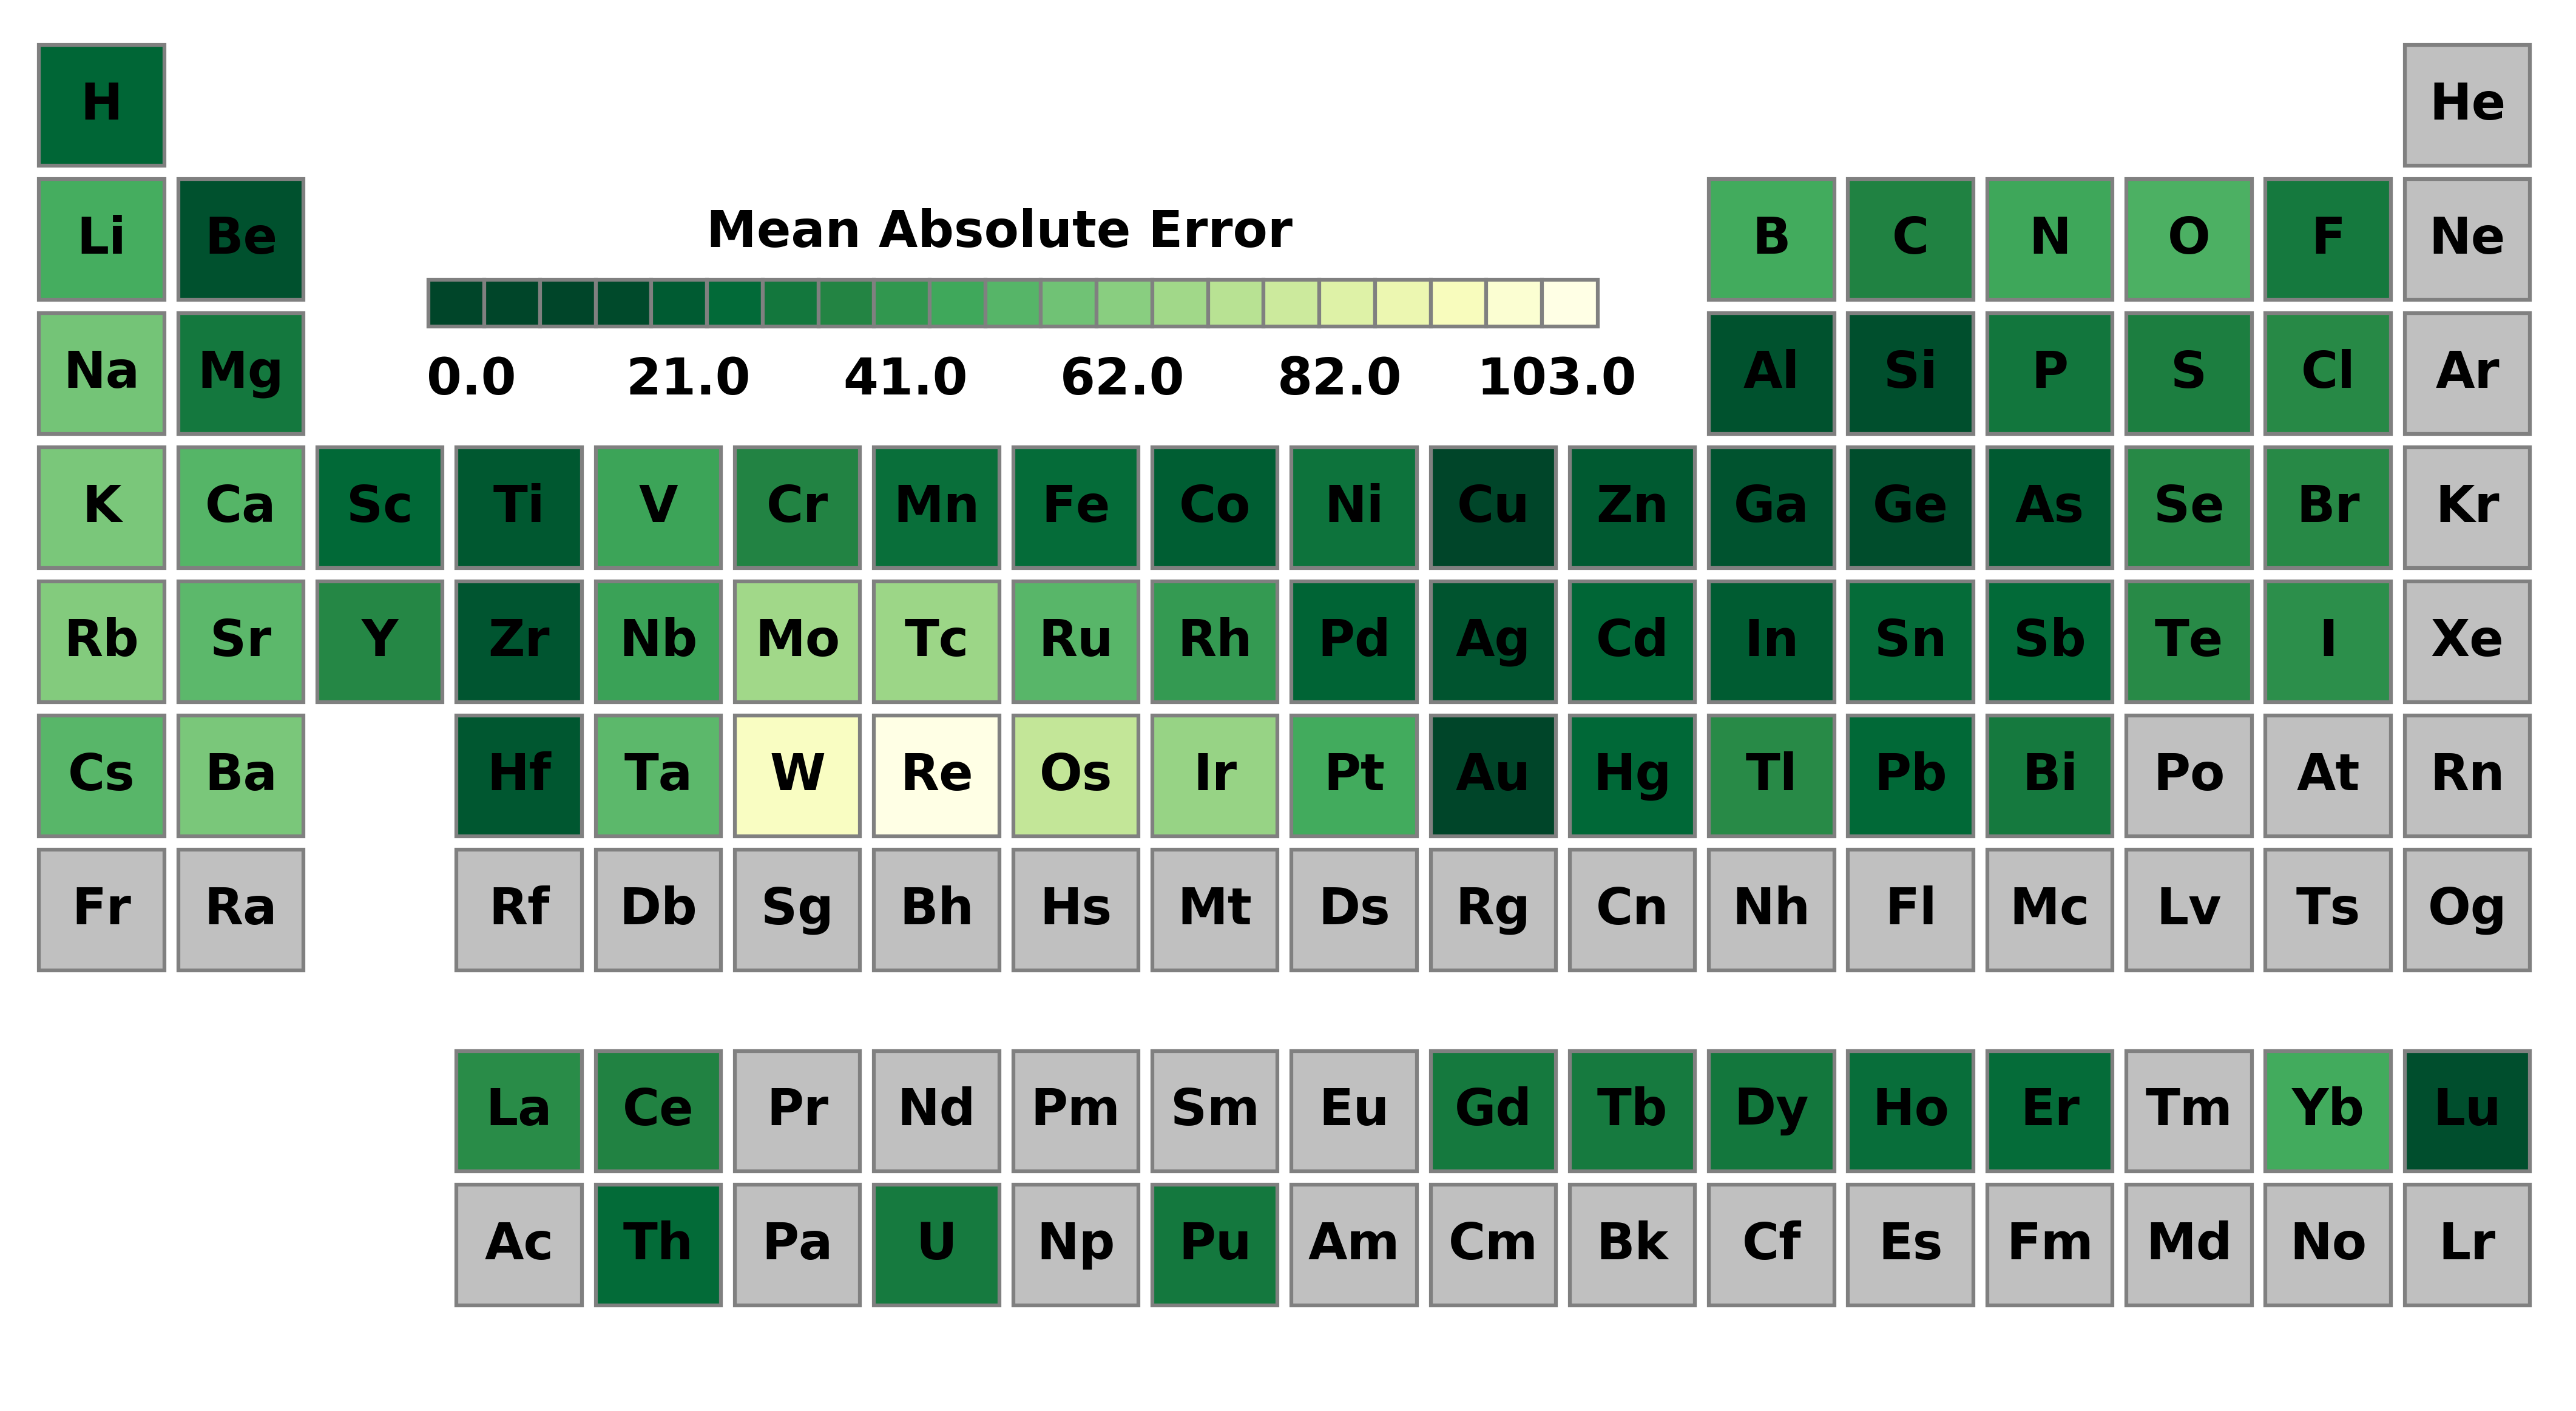 H He
Li Be B C N O F Ne
Mean Absolute Error
Na Mg Al Si P S Cl Ar
0.0 21.0 41.0 62.0 82.0 103.0
K Ca Sc Ti V Cr Mn Fe Co Ni Cu Zn Ga Ge As Se Br Kr
Rb Sr Y Zr Nb Mo Tc Ru Rh Pd Ag Cd In Sn Sb Te I Xe
Cs Ba Hf Ta W Re Os Ir Pt Au Hg Tl Pb Bi Po At Rn
Fr Ra Rf Db Sg Bh Hs Mt Ds Rg Cn Nh Fl Mc Lv Ts Og
La Ce Pr Nd Pm Sm Eu Gd Tb Dy Ho Er Tm Yb Lu
Ac Th Pa U Np Pu Am Cm Bk Cf Es Fm Md No Lr